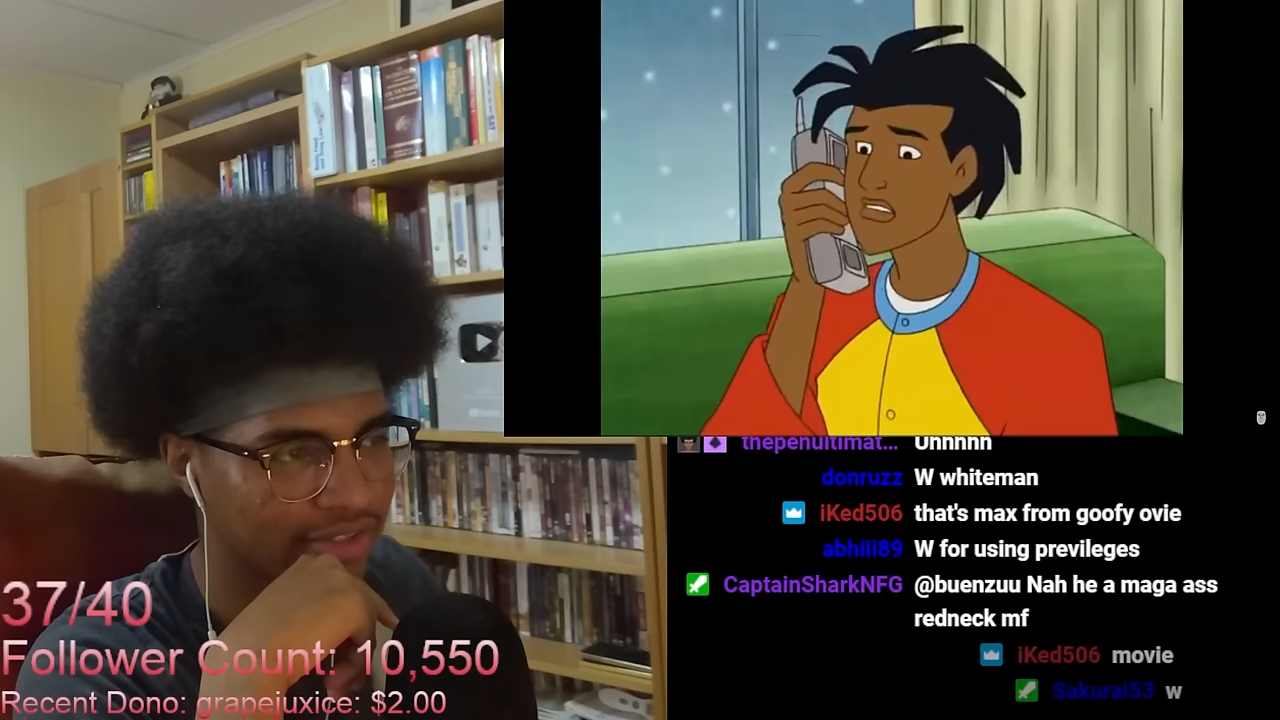 thepenultimat... Uhhhhh
donruzz W whiteman
iKed506 that's max from goofy ovie
abhiii89 W for using previleges
CaptainSharkNFG @buenzuu Nah he a maga ass
redneck mf
iKed506 movie
Sakurai53 w
37/40
Follower Count: 10,550
Recent Dono: grapejuxice: $2.00